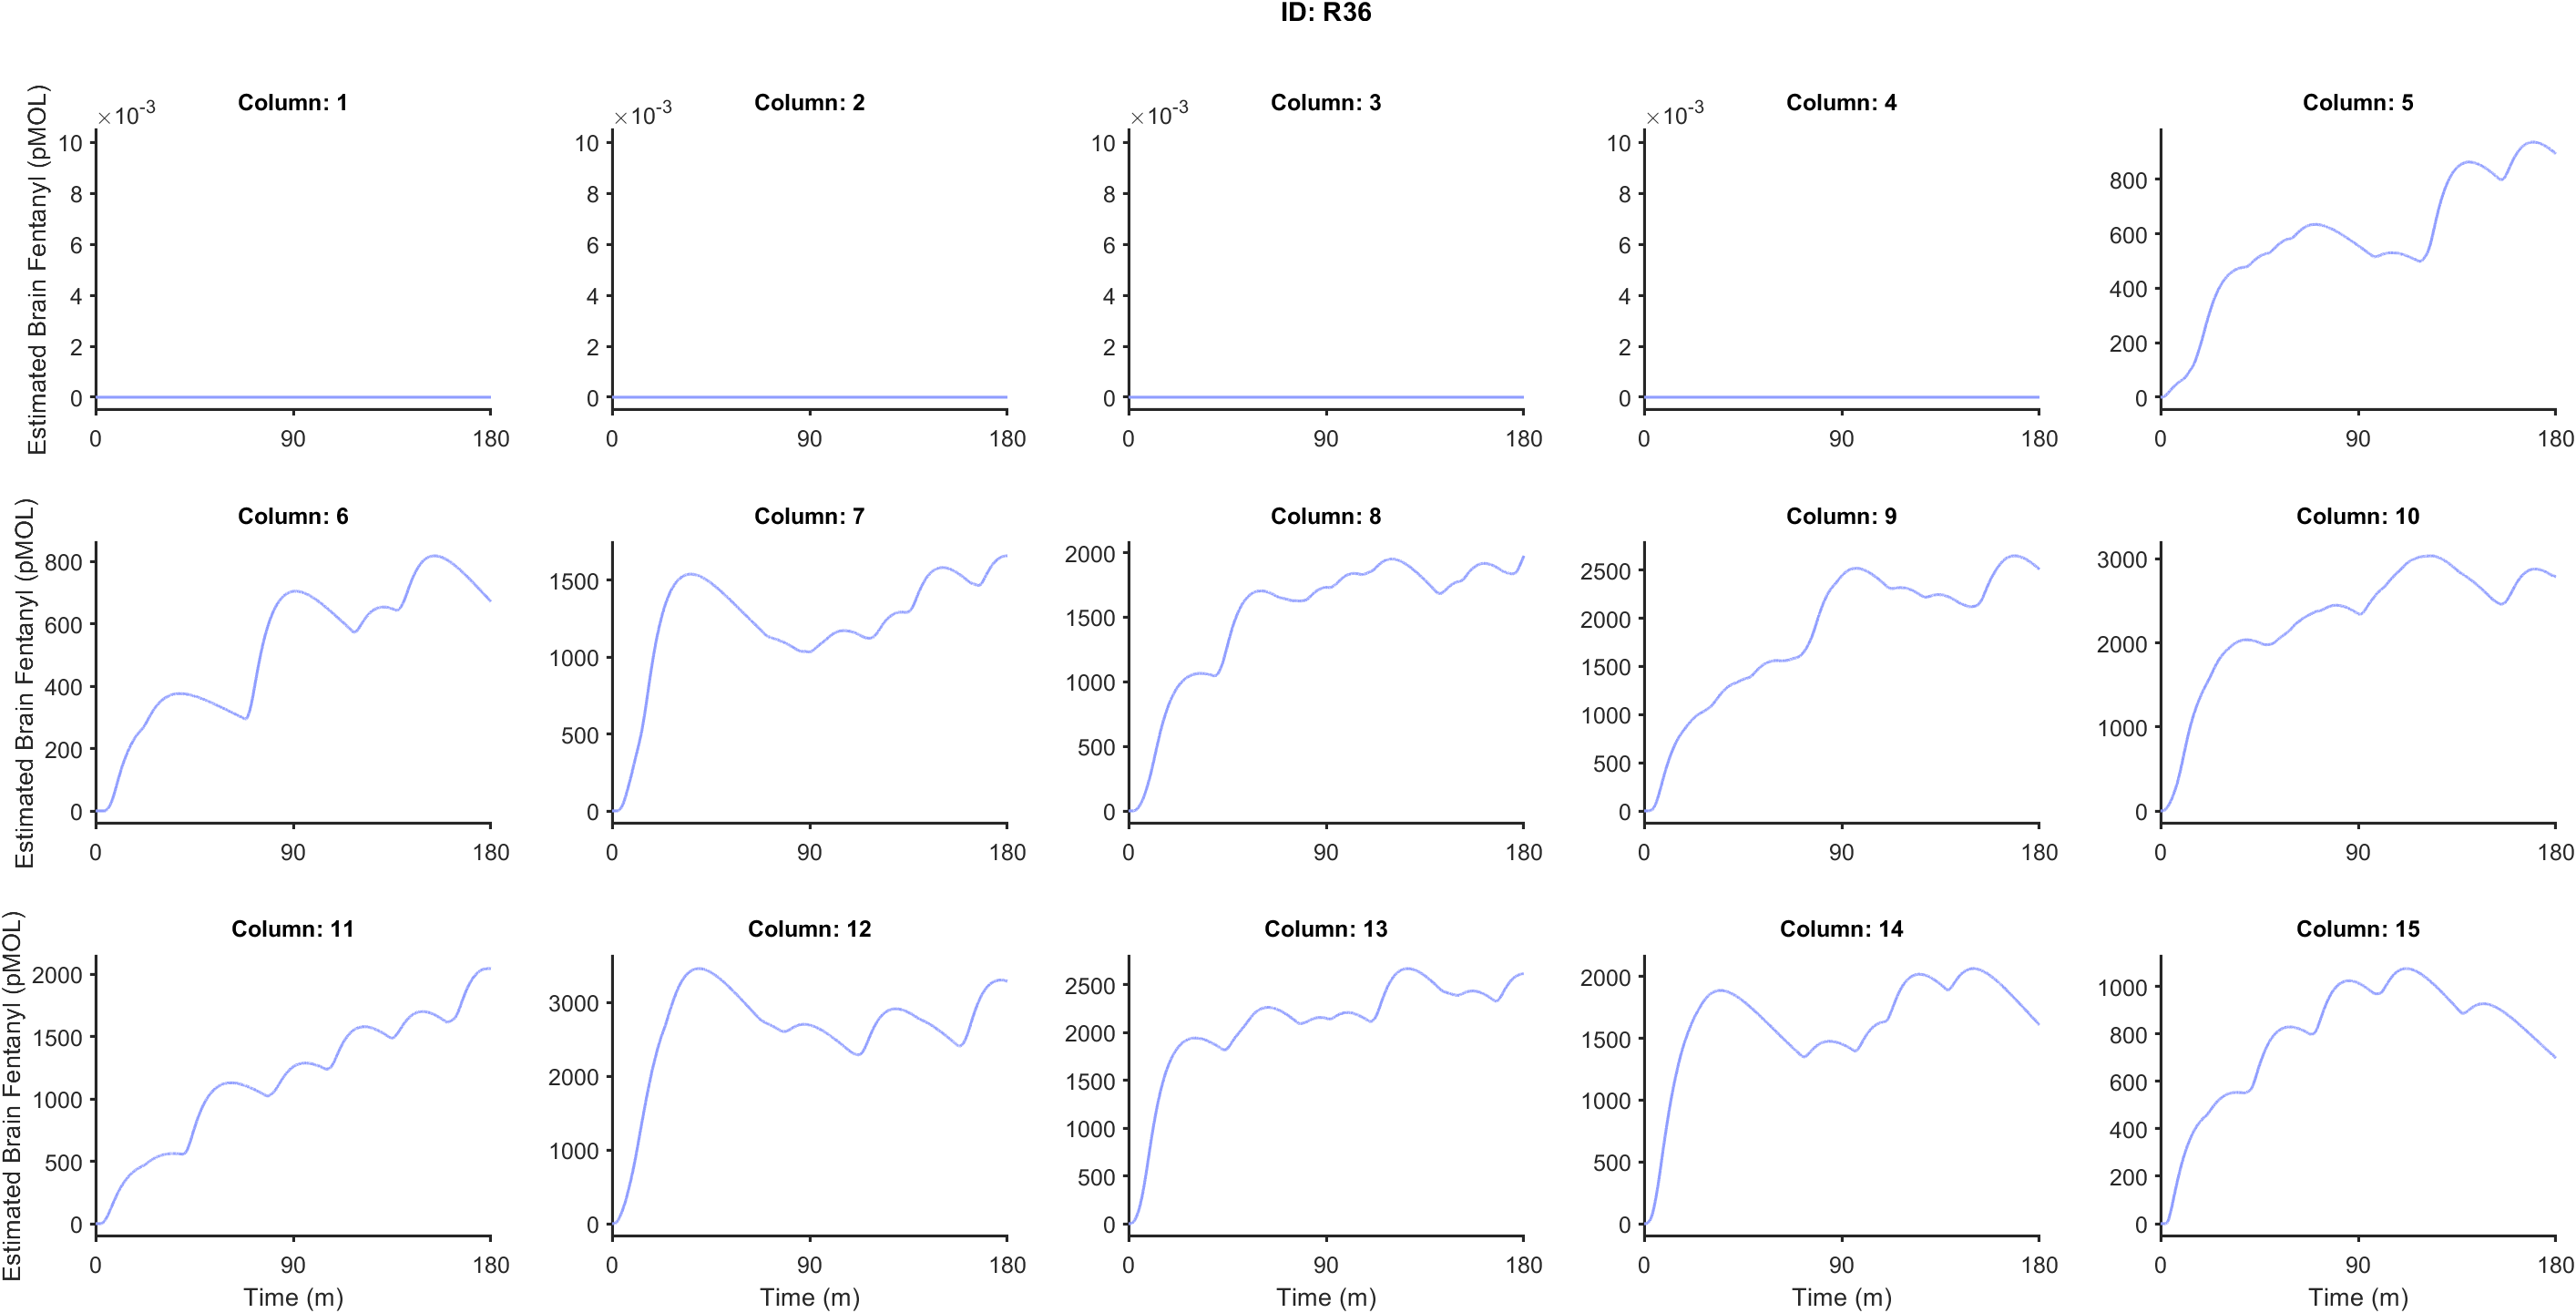 ID: R36
Column: 1
Column: 2
Column: 3
Column: 4
Column: 5
×10-3
×10-3
×10-3
×10-3
Estimated Brain Fentanyl (pMOL)
10
8
6
4
2
0
0 90 180
10
8
6
4
2
0
0 90 180
10
8
6
4
2
0
0 90 180
10
8
6
4
2
0
0 90 180
800
600
400
200
0
0 90 180
Column: 6
Column: 7
Column: 8
Column: 9
Column: 10
Estimated Brain Fentanyl (pMOL)
800
600
400
200
0
0 90 180
1500
1000
500
0
0 90 180
2000
1500
1000
500
0
0 90 180
2500
2000
1500
1000
500
0
0 90 180
3000
2000
1000
0
0 90 180
Column: 11
Column: 12
Column: 13
Column: 14
Column: 15
Estimated Brain Fentanyl (pMOL)
2000
1500
1000
500
0
0 90 180
Time (m)
3000
2000
1000
0
0 90 180
Time (m)
2500
2000
1500
1000
500
0
0 90 180
Time (m)
2000
1500
1000
500
0
0 90 180
Time (m)
1000
800
600
400
200
0
0 90 180
Time (m)